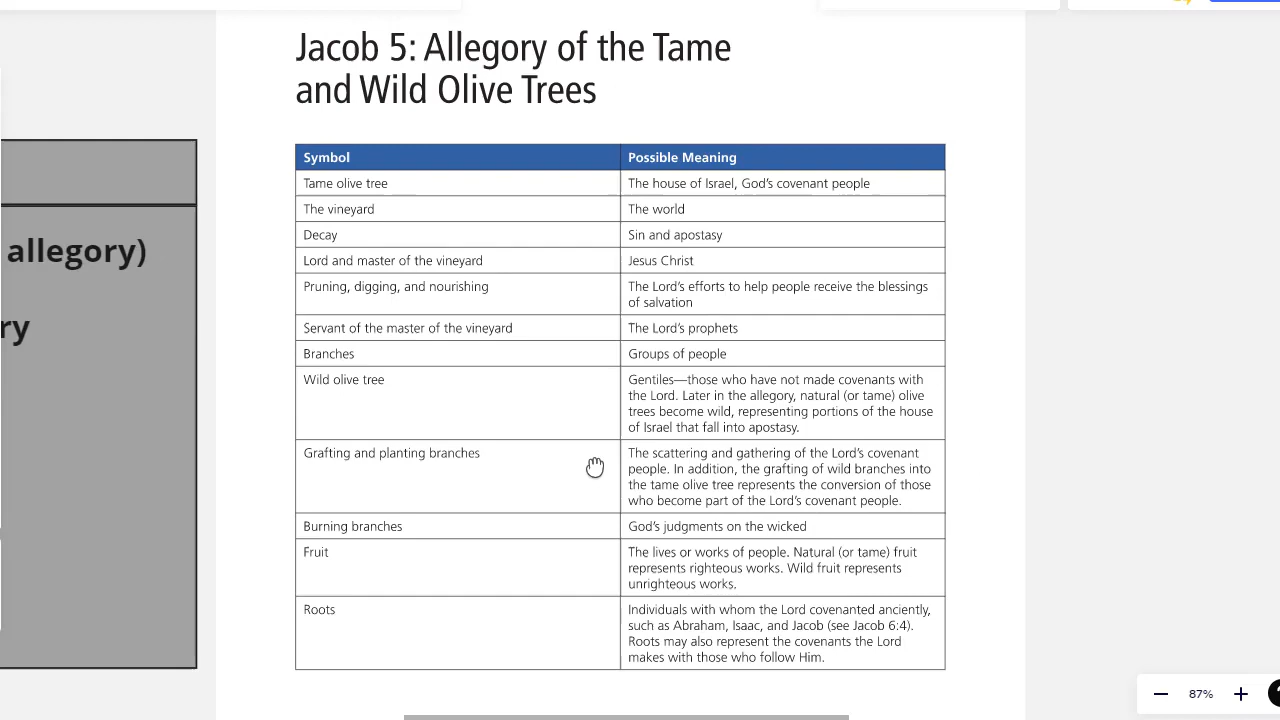 Jacob 5: Allegory of the Tame
and Wild Olive Trees
allegory)
ry
Symbol Possible Meaning
Tame olive tree The house of Israel, God's covenant people
The vineyard The world
Decay Sin and apostasy
Lord and master of the vineyard Jesus Christ
Pruning, digging, and nourishing The Lord's efforts to help people receive the blessings
of salvation
Servant of the master of the vineyard The Lord's prophets
Branches Groups of people
Wild olive tree Gentiles—those who have not made covenants with
the Lord. Later in the allegory, natural (or tame) olive
trees become wild, representing portions of the house
of Israel that fall into apostasy.
Grafting and planting branches The scattering and gathering of the Lord's covenant
people. In addition, the grafting of wild branches into
the tame olive tree represents the conversion of those
who become part of the Lord's covenant people.
Burning branches God's judgments on the wicked
Fruit The lives or works of people. Natural (or tame) fruit
represents righteous works. Wild fruit represents
unrighteous works.
Roots Individuals with whom the Lord covenanted anciently,
such as Abraham, Isaac, and Jacob (see Jacob 6:4).
Roots may also represent the covenants the Lord
makes with those who follow Him.
87%